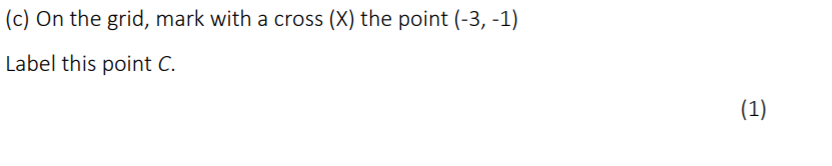 (c) On the grid, mark with a cross (X) the point (-3, -1)
Label this point C.
(1)